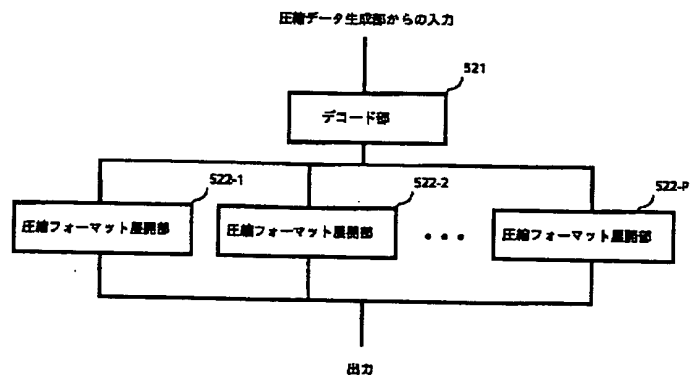 圧縮データ生成部からの入力
521
デコード部
522-1
522-2
522-P
圧縮フォーマット展開部
圧縮フォーマット展開部
• • •
圧縮フォーマット展開部
出力